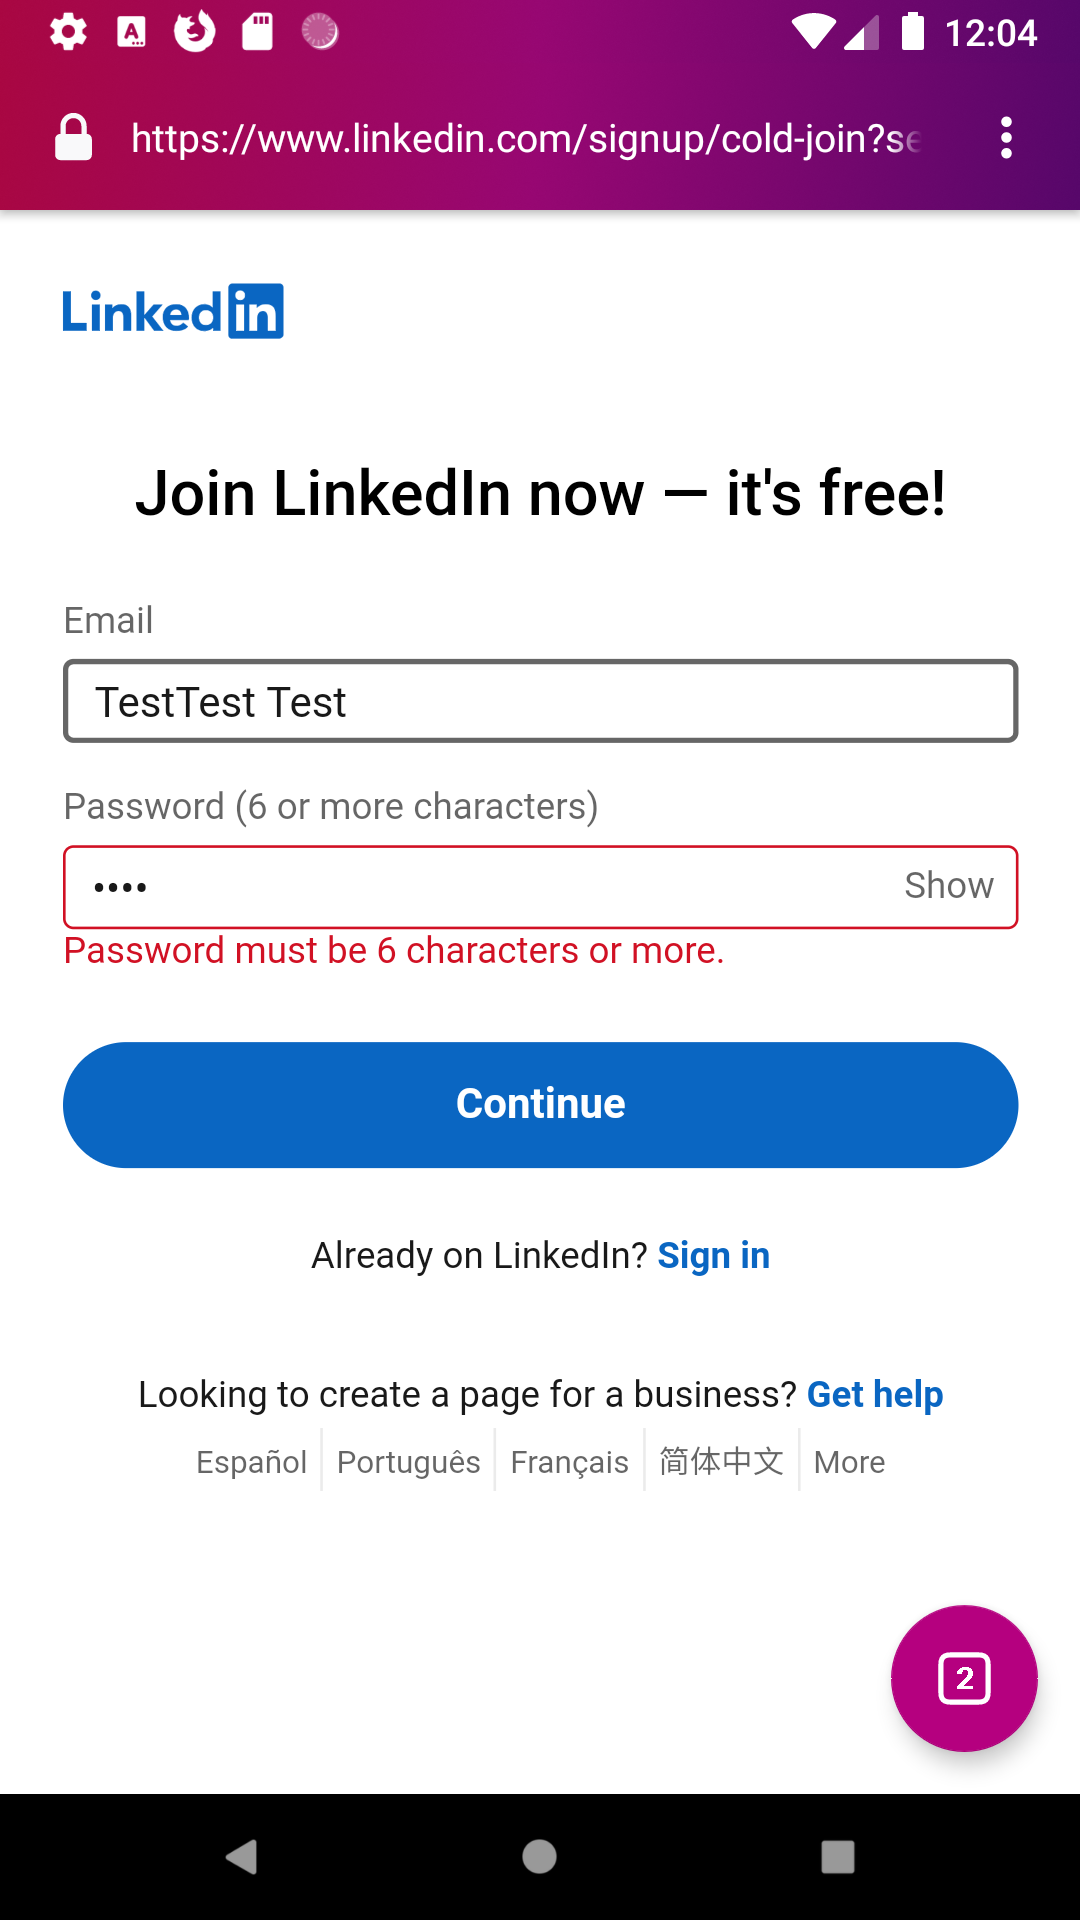 12:04
https://www.linkedin.com/signup/cold-join?se
Linked in
Join LinkedIn now — it's free!
Email
TestTest Test
Password (6 or more characters)
•••• Show
Password must be 6 characters or more.
Continue
Already on LinkedIn? Sign in
Looking to create a page for a business? Get help
Español Português Français 简体中文 More
2